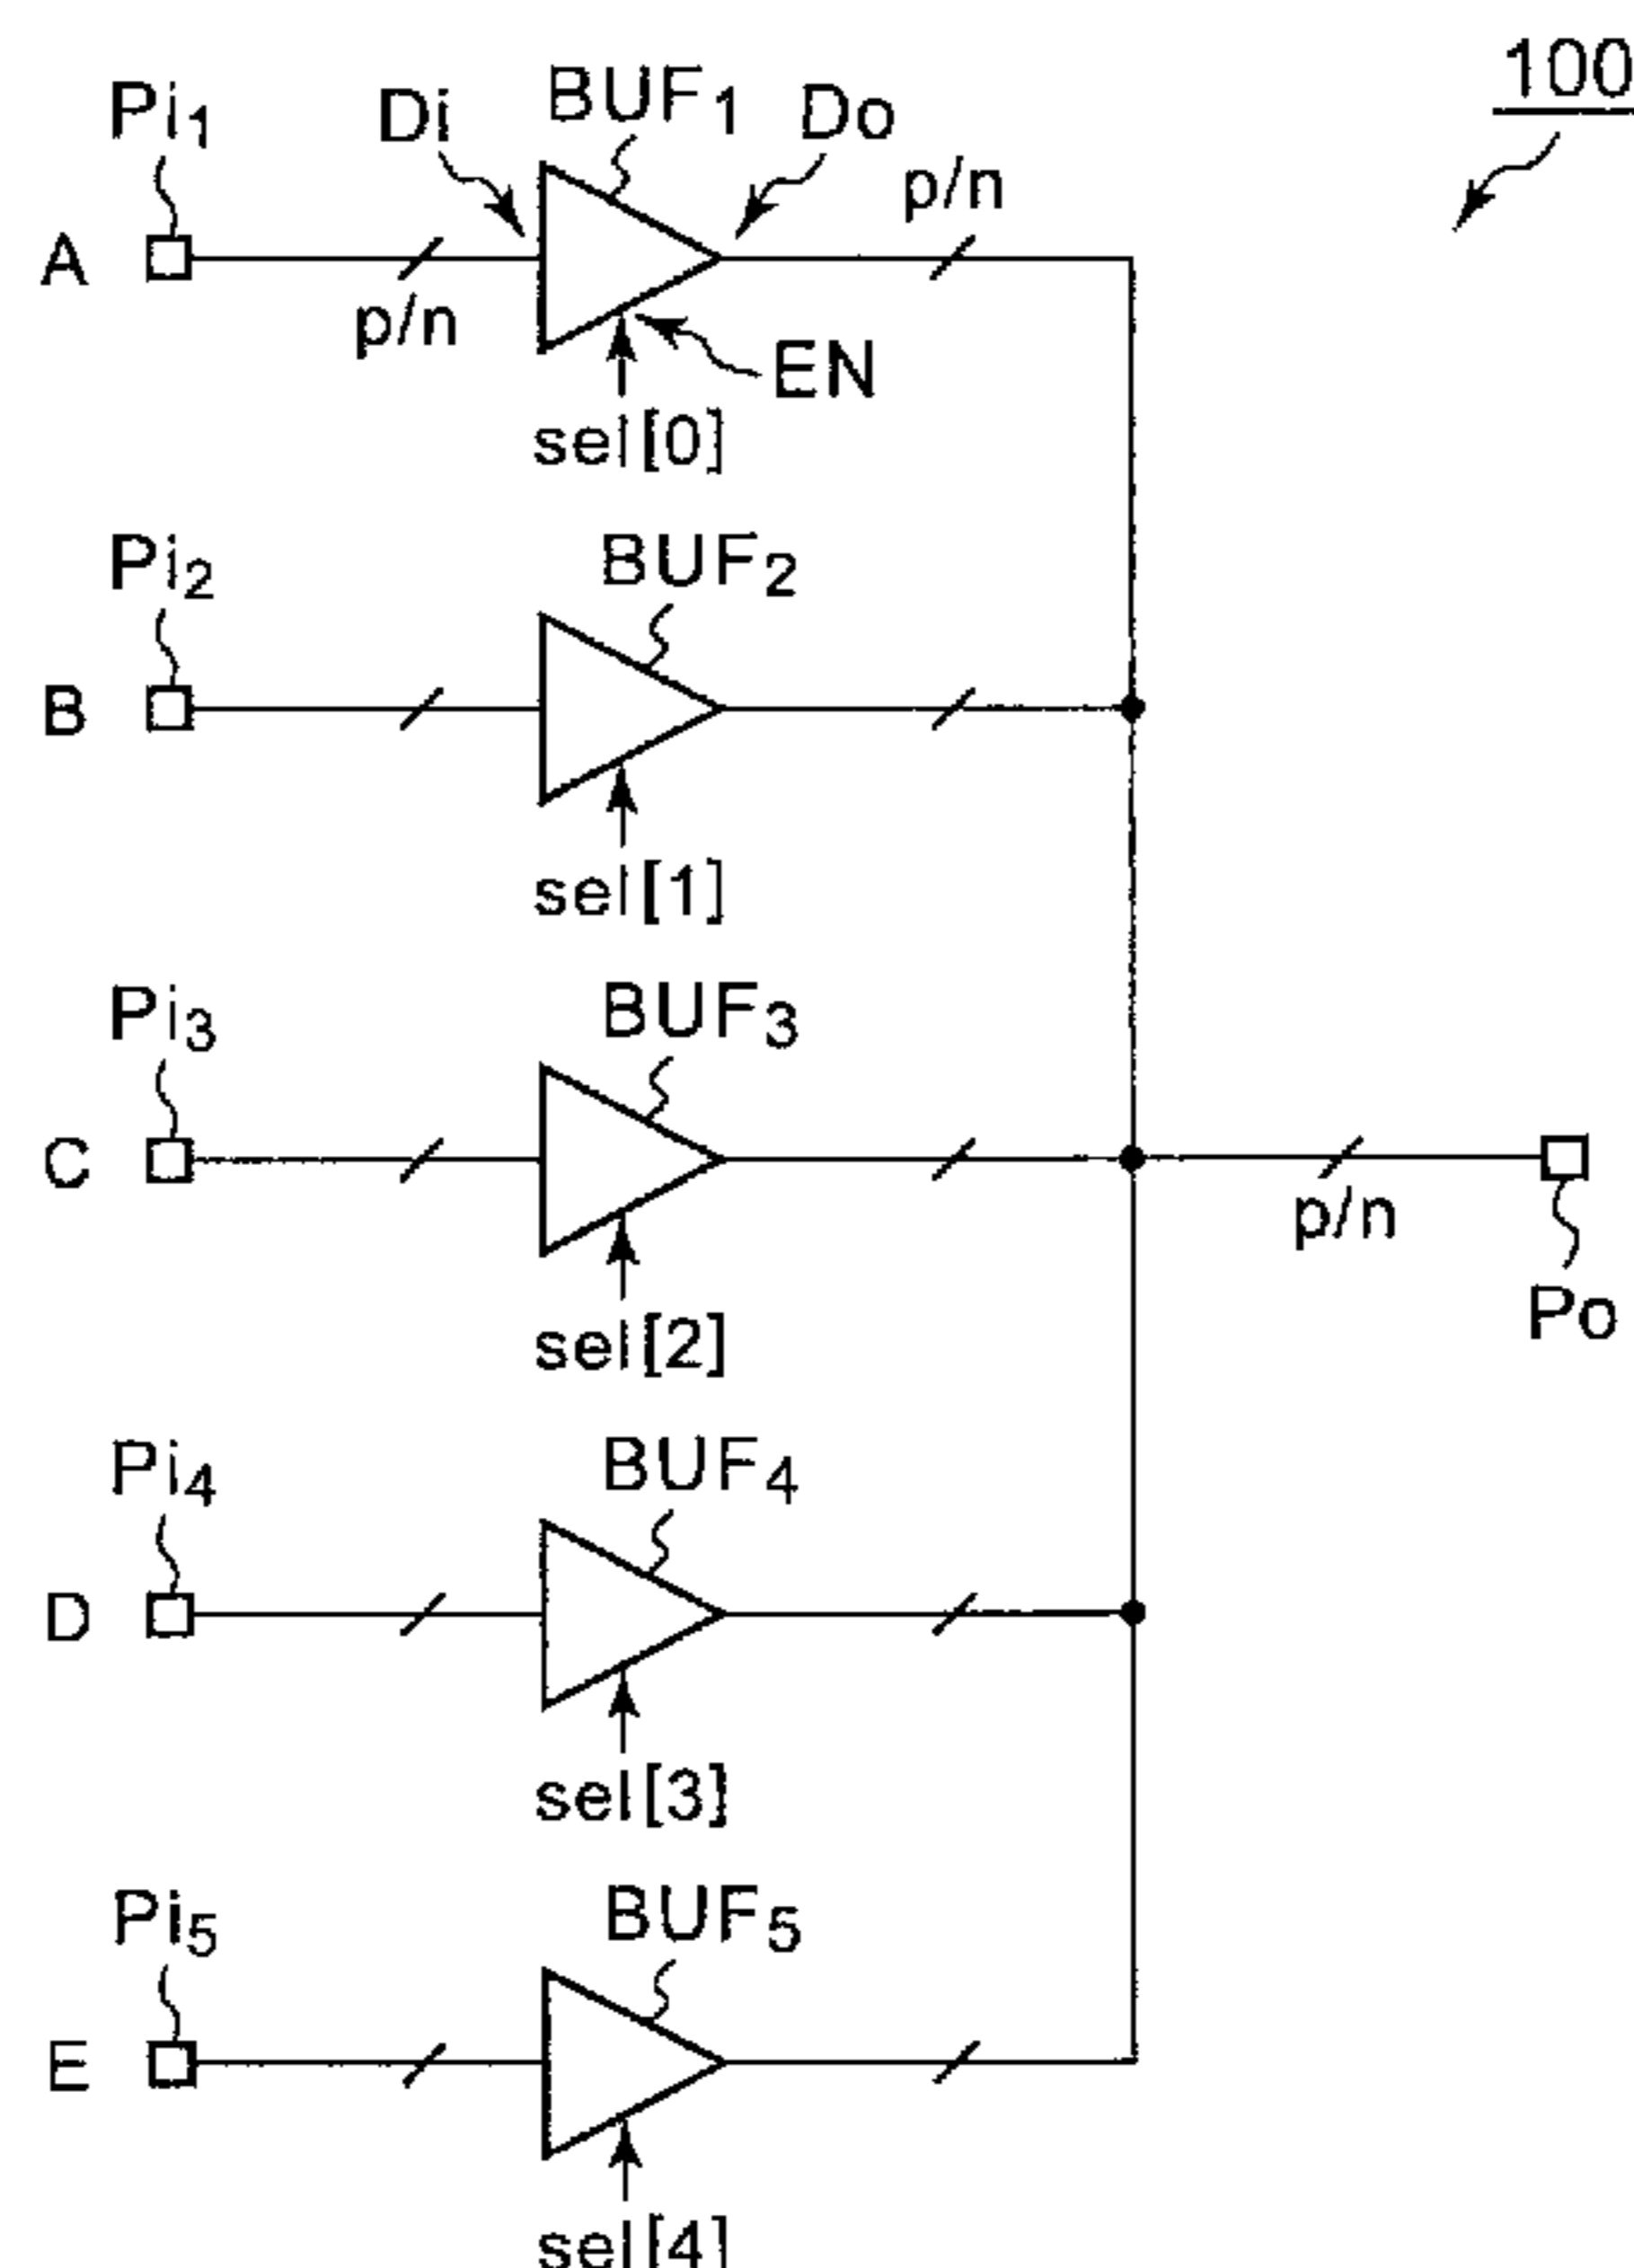 100
Pi1
Di
BUF1
Do
p/n
A
p/n
EN
sel[0]
Pi2
BUF2
B
sel[1]
Pi3
BUF3
C
p/n
sel[2]
Po
Pi4
BUF4
D
sel[3]
Pi5
BUF5
E
sel[4]